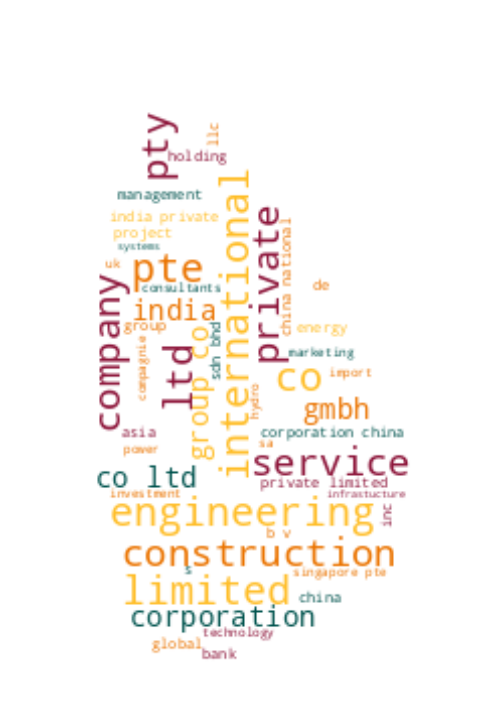 pty
llc
holding
management
international
india private
private
project
china national
systems
uk
pte
company
consultants
de
india
group
group co
sdn bhd
energy
compagnie
ltd
marketing
co
import
hydro
gmbh
asia
corporation china
sa
power
service
co ltd
private limited
investment
infrastucture
engineering
inc
b v
construction
s
singapore pte
limited
china
corporation
technology
global
bank